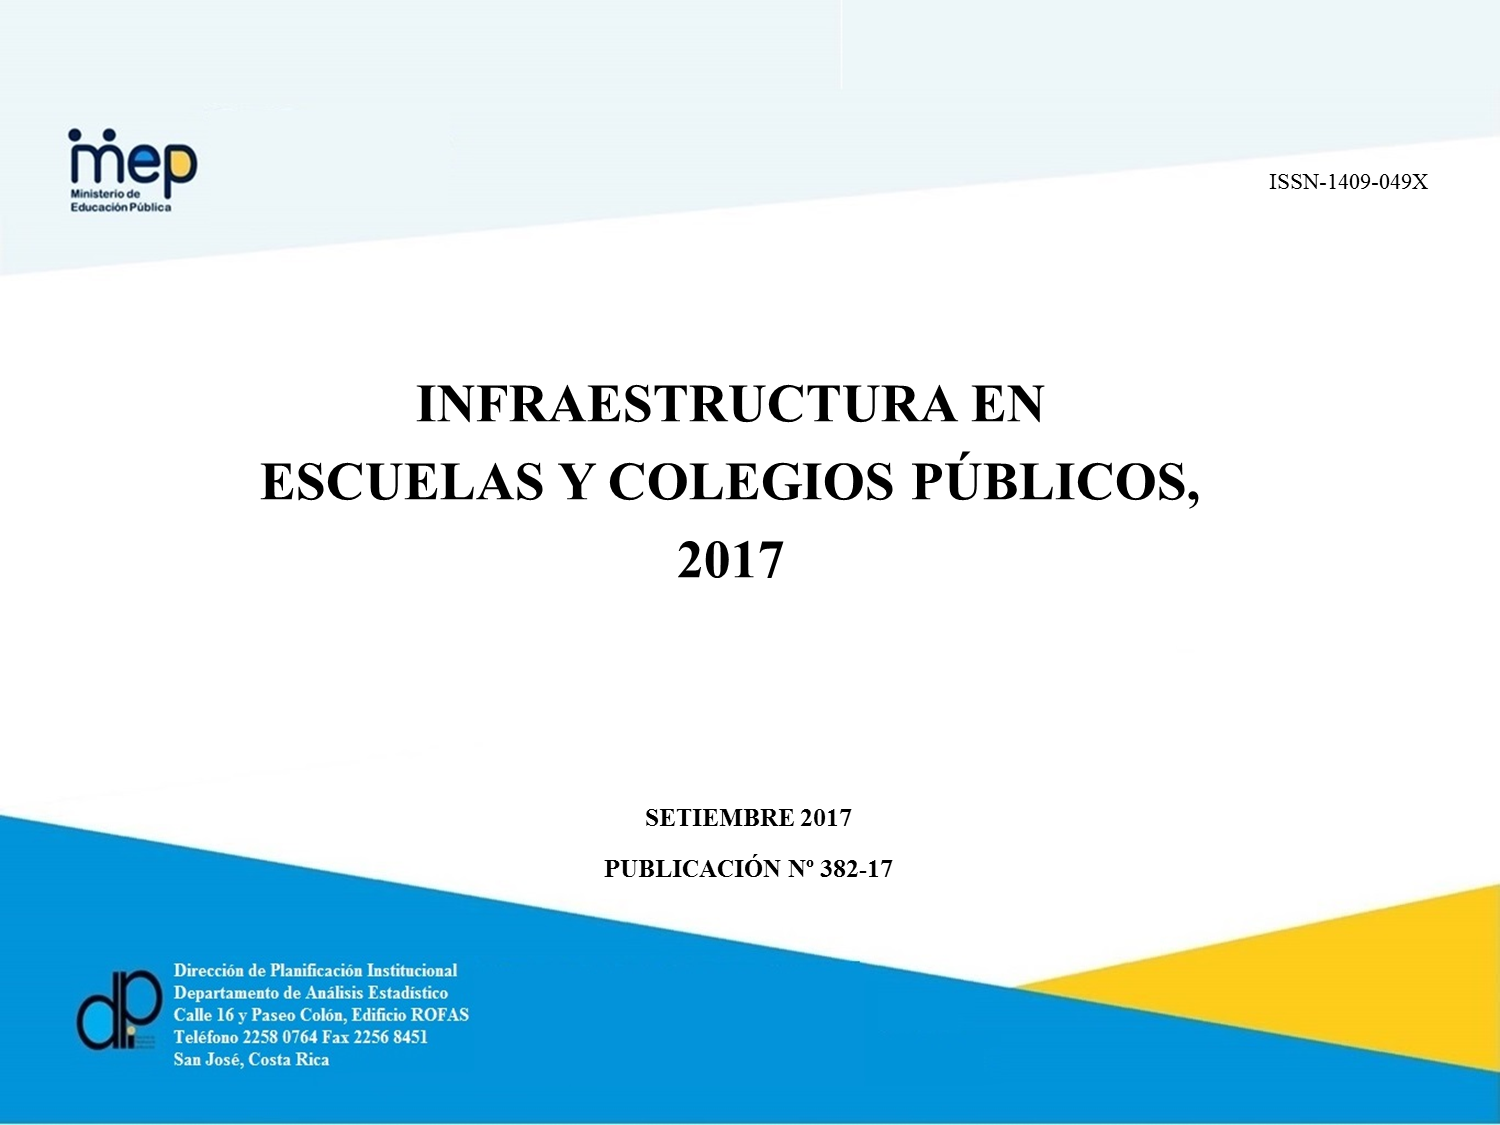 mep
Ministerio de
Educación Pública
ISSN-1409-049X
INFRAESTRUCTURA EN
ESCUELAS Y COLEGIOS PÚBLICOS,
2017
SETIEMBRE 2017
PUBLICACIÓN Nº 382-17
dpi
Dirección de Planificación Institucional
Departamento de Análisis Estadístico
Calle 16 y Paseo Colón, Edificio ROFAS
Teléfono 2258 0764 Fax 2256 8451
San José, Costa Rica